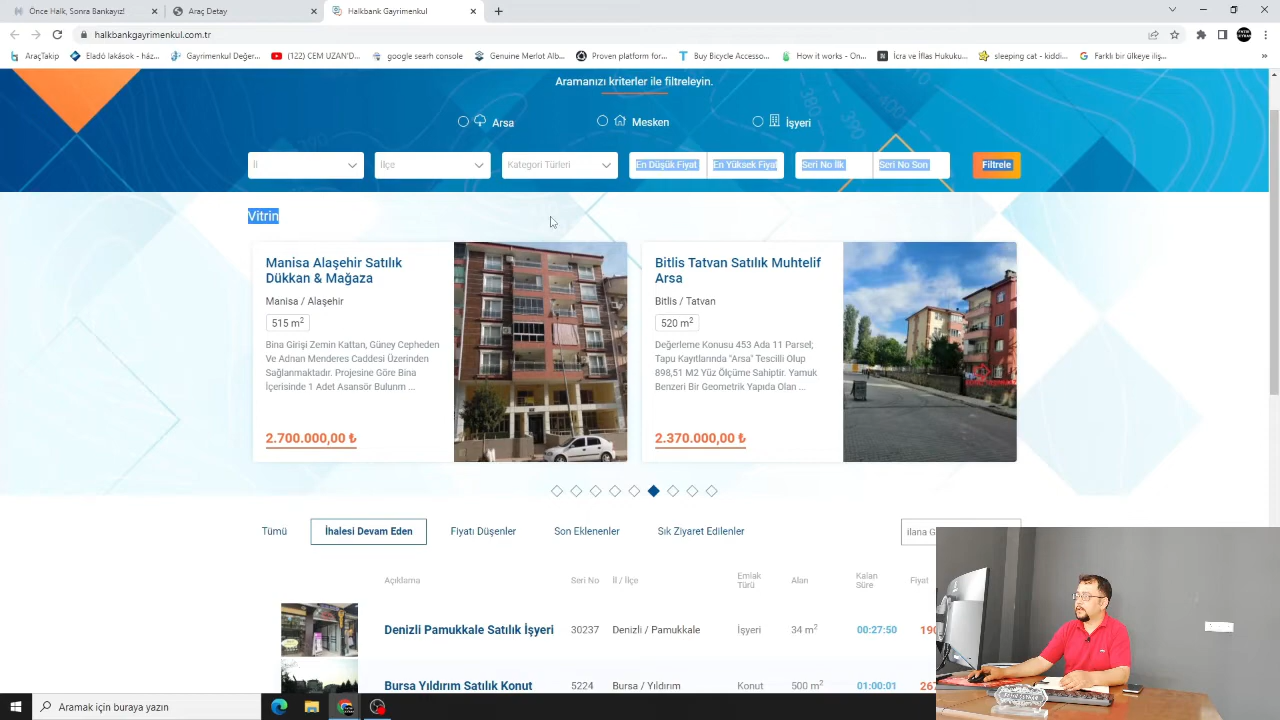 Önce Halk, Sonra Bankayız!
Araç Detay
Halkbank Gayrimenkul
halkbankgayrimenkul.com.tr
AraçTakip
Eladó lakások - ház...
Gayrimenkul Değer...
(122) CEM UZAN'D...
google searh console
Genuine Merlot Alb...
Proven platform for...
Buy Bicycle Accesso...
How it works - On...
İcra ve İflas Hukuku...
sleeping cat - kiddi...
Farklı bir ülkeye iliş...
Aramanızı kriterler ile filtreleyin.
Arsa
Mesken
İşyeri
İl
İlçe
Kategori Türleri
En Düşük Fiyat
En Yüksek Fiyat
Seri No İlk
Seri No Son
Filtrele
Vitrin
Manisa Alaşehir Satılık
Dükkan & Mağaza
Manisa / Alaşehir
515 m²
Bina Girişi Zemin Kattan, Güney Cepheden
Ve Adnan Menderes Caddesi Üzerinden
Sağlanmaktadır. Projesine Göre Bina
İçerisinde 1 Adet Asansör Bulunm ...
2.700.000,00 ₺
Bitlis Tatvan Satılık Muhtelif
Arsa
Bitlis / Tatvan
520 m²
Değerleme Konusu 453 Ada 11 Parsel;
Tapu Kayıtlarında "Arsa" Tescilli Olup
898,51 M2 Yüz Ölçüme Sahiptir. Yamuk
Benzeri Bir Geometrik Yapıda Olan ...
2.370.000,00 ₺
Tümü
İhalesi Devam Eden
Fiyatı Düşenler
Son Eklenenler
Sık Ziyaret Edilenler
ilana G
Açıklama
Seri No
İl / İlçe
Emlak
Türü
Alan
Kalan
Süre
Fiyat
Denizli Pamukkale Satılık İşyeri
30237
Denizli / Pamukkale
İşyeri
34 m²
00:27:50
190
Bursa Yıldırım Satılık Konut
5224
Bursa / Yıldırım
Konut
500 m²
01:00:01
267
Aramak için buraya yazın